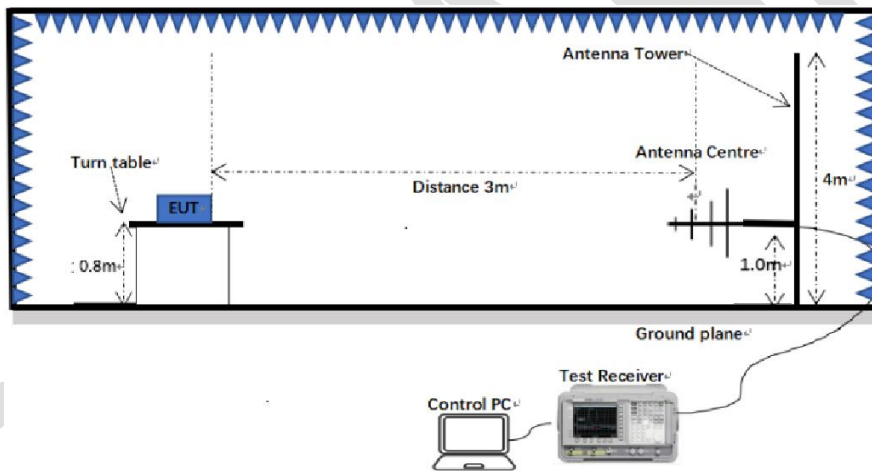 Antenna Tower
Turn table
Antenna Centre
Distance 3m
4m
EUT
: 0.8m
1.0m
Ground plane
Test Receiver
Control PC